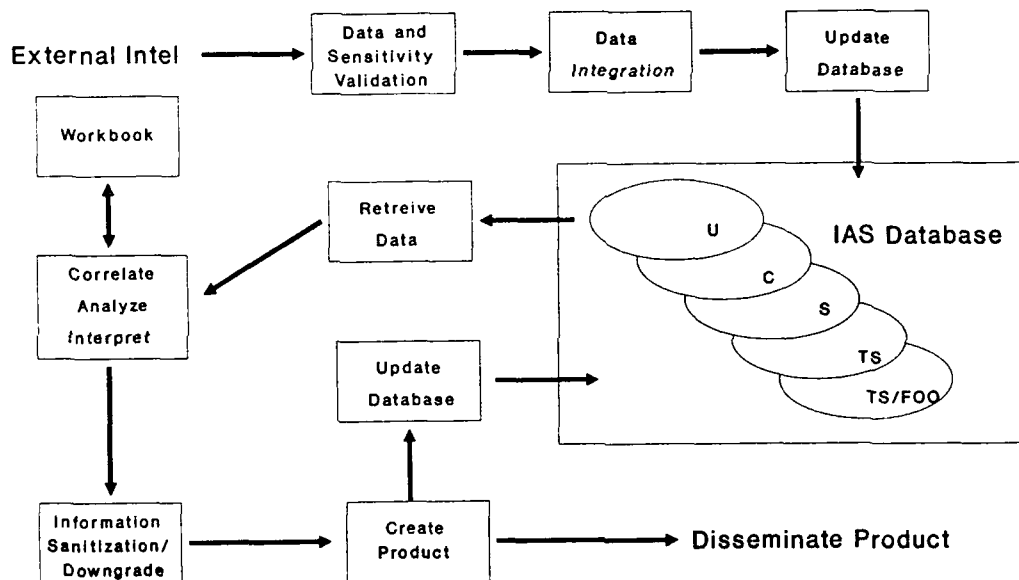 External Intel
Data and
Sensitivity
Validation
Data
Integration
Update
Database
Workbook
Retreive
Data
U
C
S
TS
TS/FOO
IAS Database
Correlate
Analyze
Interpret
Update
Database
Information
Sanitization/
Downgrade
Create
Product
Disseminate Product